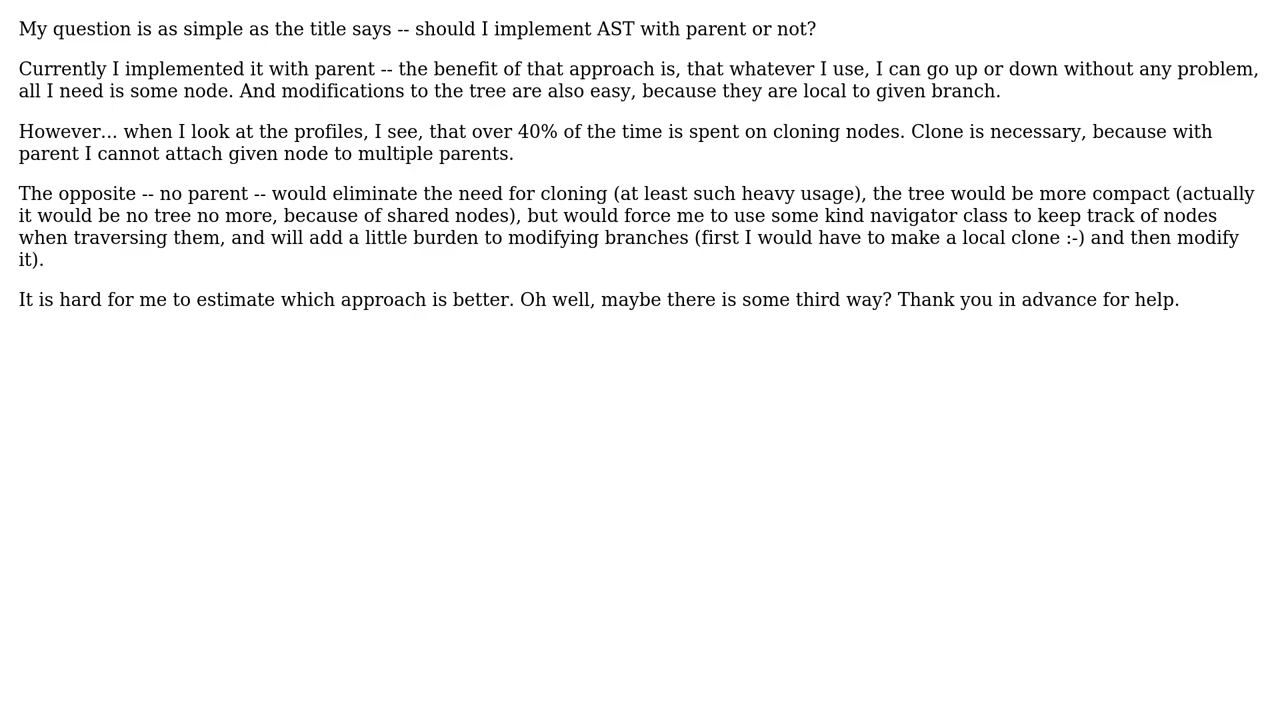 My question is as simple as the title says -- should I implement AST with parent or not?
Currently I implemented it with parent -- the benefit of that approach is, that whatever I use, I can go up or down without any problem,
all I need is some node. And modifications to the tree are also easy, because they are local to given branch.
However... when I look at the profiles, I see, that over 40% of the time is spent on cloning nodes. Clone is necessary, because with
parent I cannot attach given node to multiple parents.
The opposite -- no parent -- would eliminate the need for cloning (at least such heavy usage), the tree would be more compact (actually
it would be no tree no more, because of shared nodes), but would force me to use some kind navigator class to keep track of nodes
when traversing them, and will add a little burden to modifying branches (first I would have to make a local clone :-) and then modify
it).
It is hard for me to estimate which approach is better. Oh well, maybe there is some third way? Thank you in advance for help.